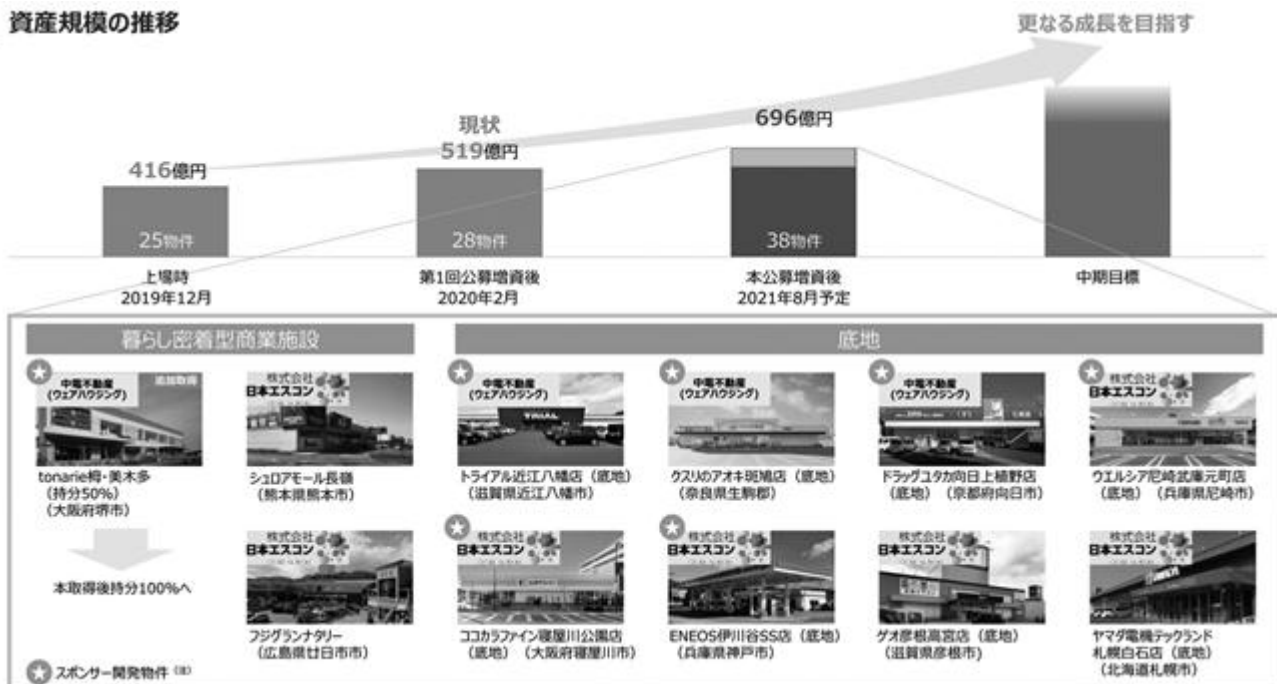 資産規模の推移
更なる成長を目指す
416億円
現状
519億円
696億円
25物件
28物件
38物件
上場時
2019年12月
第1回公募増資後
2020年2月
本公募増資後
2021年8月予定
中期目標
暮らし密着型商業施設
底地
中電不動産
(ウェアハウジング)
追加取得
tonarie栂・美木多
(持分50%)
(大阪府堺市)
株式会社
日本エスコン
シュロアモール長嶺
(熊本県熊本市)
中電不動産
(ウェアハウジング)
TRIAL
トライアル近江八幡店(底地)
(滋賀県近江八幡市)
中電不動産
(ウェアハウジング)
クスリのアオキ斑鳩店(底地)
(奈良県生駒郡)
中電不動産
(ウェアハウジング)
ドラッグユタカ向日上植野店
(底地)(京都府向日市)
株式会社
日本エスコン
ウエルシア尼崎武庫元町店
(底地)(兵庫県尼崎市)
本取得後持分100%へ
株式会社
日本エスコン
フジグランナタリー
(広島県廿日市市)
株式会社
日本エスコン
ココカラファイン寝屋川公園店
(底地)(大阪府寝屋川市)
株式会社
日本エスコン
ENEOS伊川谷SS店(底地)
(兵庫県神戸市)
株式会社
日本エスコン
ゲオ彦根高宮店(底地)
(滋賀県彦根市)
株式会社
日本エスコン
ヤマダ電機テックランド
札幌白石店(底地)
(北海道札幌市)
スポンサー開発物件